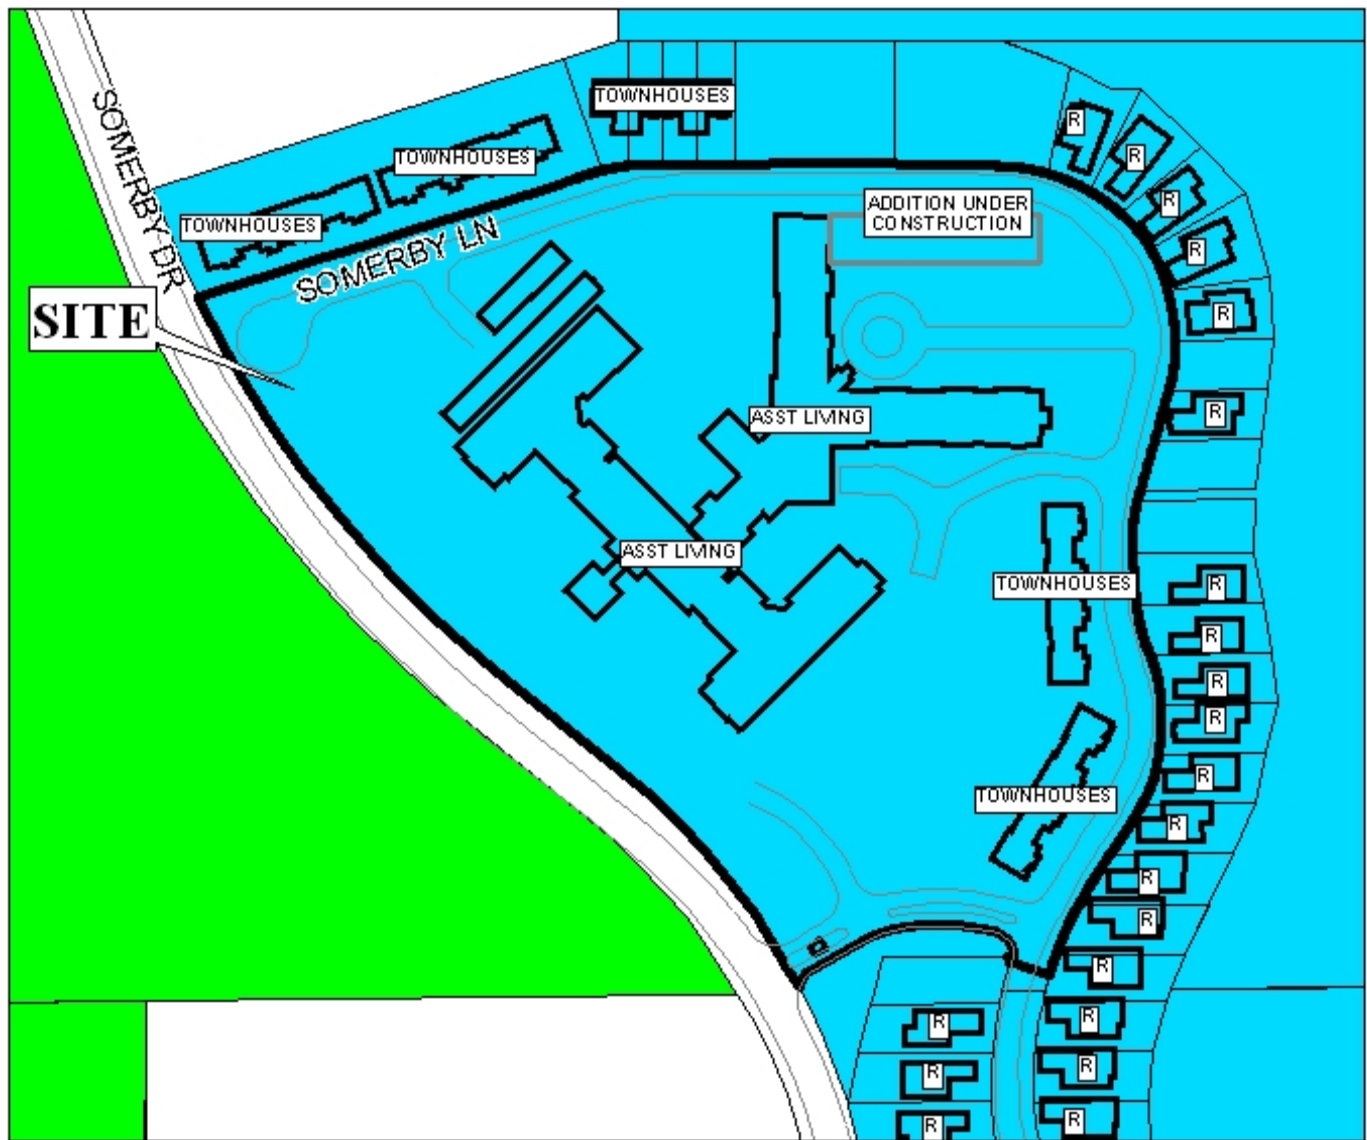 TOWNHOUSES
TOWNHOUSES
TOWNHOUSES
SOMERBY DR
SOMERBY LN
SITE
ADDITION UNDER
CONSTRUCTION
R
R
R
R
R
R
ASST LIVING
ASST LIVING
TOWNHOUSES
R
R
R
R
R
TOWNHOUSES
R
R
R
R
R
R
R
R
R
R
R